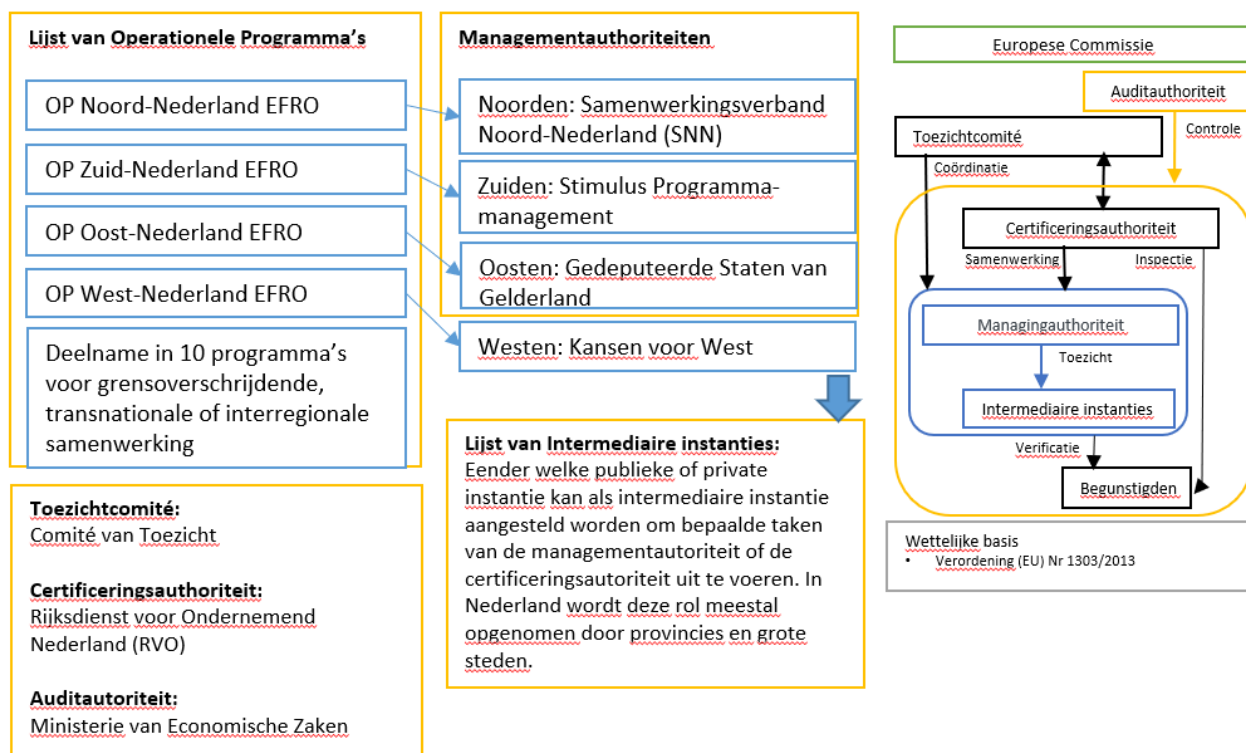 Lijst van Operationele Programma's
OP Noord-Nederland EFRO
OP Zuid-Nederland EFRO
OP Oost-Nederland EFRO
OP West-Nederland EFRO
Deelname in 10 programma's
voor grensoverschrijdende,
transnationale of interregionale
samenwerking
Managementauthoriteiten
Noorden: Samenwerkingsverband
Noord-Nederland (SNN)
Zuiden: Stimulus Programma-
management
Oosten: Gedeputeerde Staten van
Gelderland
Westen: Kansen voor West
Toezichtcomité:
Comité van Toezicht
Certificeringsauthoriteit:
Rijksdienst voor Ondernemend
Nederland (RVO)
Auditautoriteit:
Ministerie van Economische Zaken
Lijst van Intermediaire instanties:
Eender welke publieke of private
instantie kan als intermediaire instantie
aangesteld worden om bepaalde taken
van de managementautoriteit of de
certificeringsautoriteit uit te voeren. In
Nederland wordt deze rol meestal
opgenomen door provincies en grote
steden.
Europese Commissie
Auditauthoriteit
Controle
Toezichtcomité
Coördinatie
Certificeringsauthoriteit
Samenwerking
Inspectie
Managingauthoriteit
Toezicht
Intermediaire instanties
Verificatie
Begunstigden
Wettelijke basis
• Verordening (EU) Nr 1303/2013